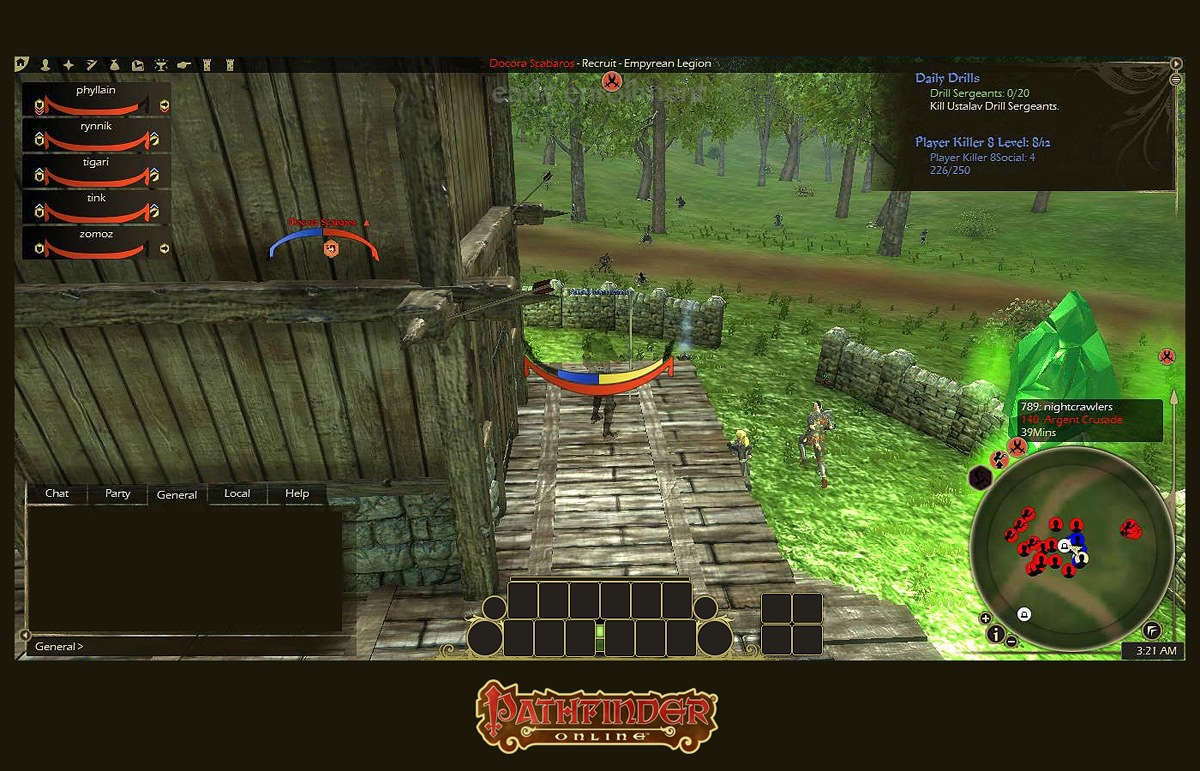 Docora Scabaros - Recruit - Empyrean Legion
phyllain
rynnik
tigari
tink
zomoz
Daily Drills
Drill Sergeants: 0/20
Kill Ustalav Drill Sergeants.
Player Killer 8 Level: 8/12
Player Killer 8Social: 4
226/250
Docora Scabaros
789: nightcrawlers
140: Argent Crusade
39Mins
Chat Party General Local Help
General >
3:21 AM
PATHFINDER
ONLINE